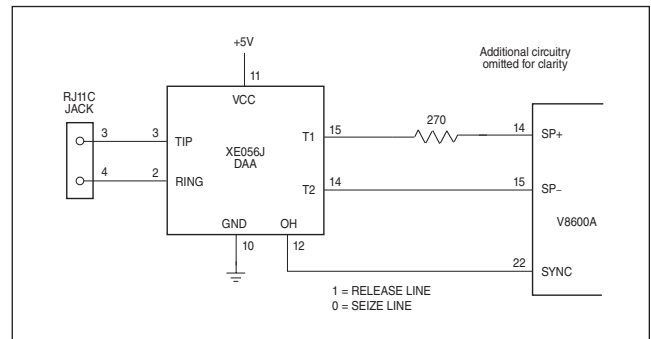 +5V
Additional circuitry
omitted for clarity
11
RJ11C
JACK
VCC
270
3
3
TIP
XE056J
DAA
T1
15
14
SP+
4
2
RING
T2
14
15
SP–
V8600A
GND
OH
10
12
22
SYNC
1 = RELEASE LINE
0 = SEIZE LINE